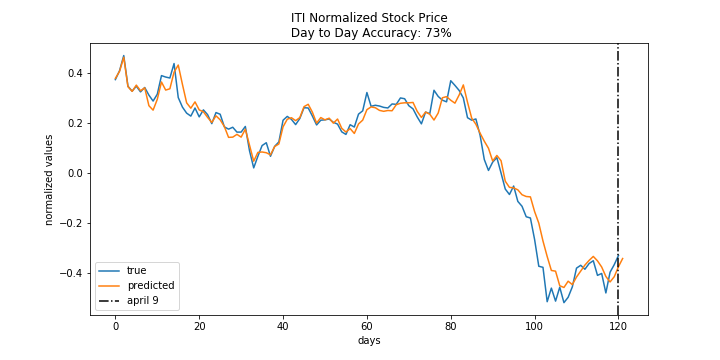 ITI Normalized Stock Price
Day to Day Accuracy: 73%
normalized values
0.4
0.2
0.0
−0.2
−0.4
true
predicted
april 9
0 20 40 60 80 100 120
days